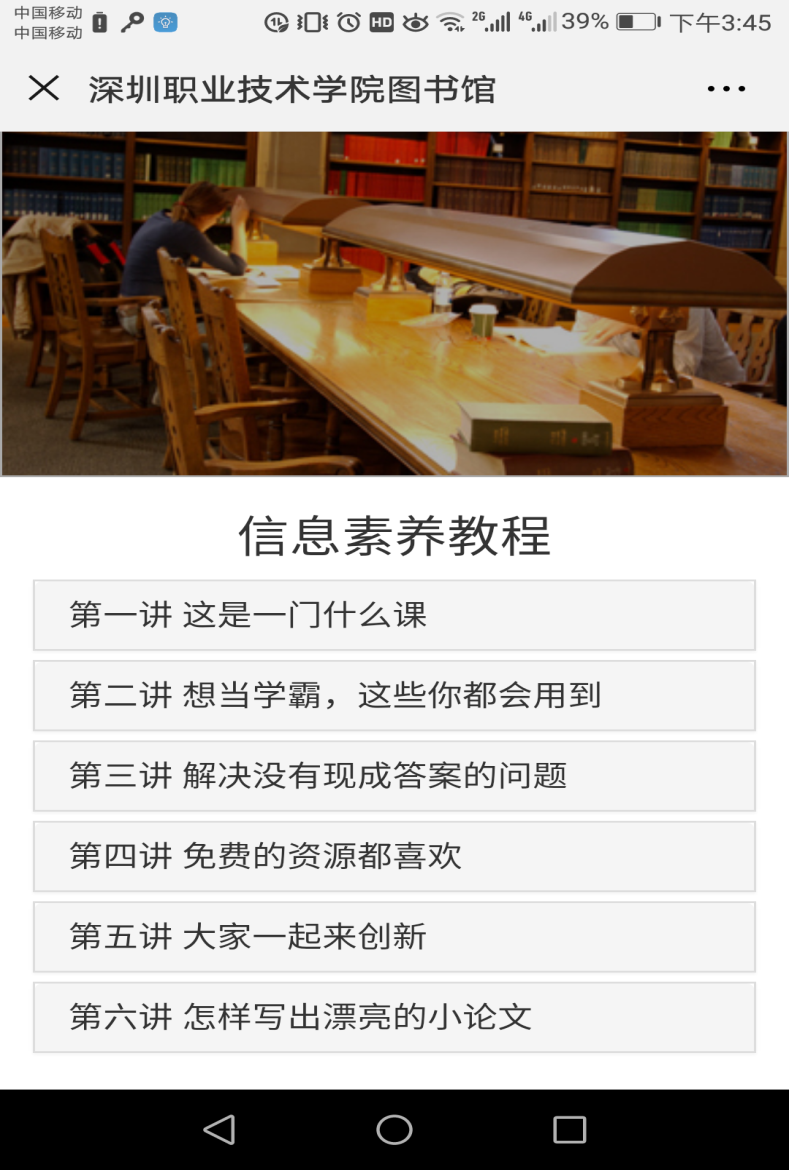 中国移动
中国移动
HD 2G 4G 39% 下午3:45
深圳职业技术学院图书馆
信息素养教程
第一讲 这是一门什么课
第二讲 想当学霸，这些你都会用到
第三讲 解决没有现成答案的问题
第四讲 免费的资源都喜欢
第五讲 大家一起来创新
第六讲 怎样写出漂亮的小论文